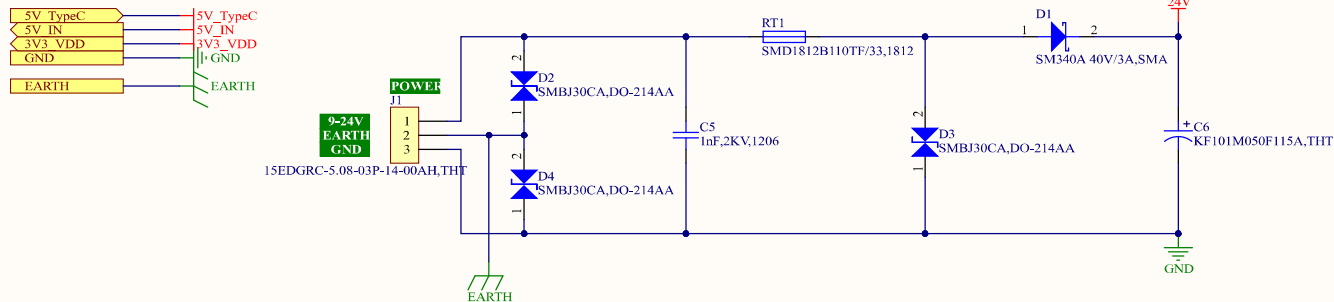 5V_TypeC 5V_TypeC
5V_IN 5V_IN
3V3_VDD 3V3_VDD
GND GND
EARTH EARTH
POWER
J1
9-24V 1
EARTH 2
GND 3
15EDGRC-5.08-03P-14-00AH,THT
2
D2
SMBJ30CA,DO-214AA
1
2
D4
SMBJ30CA,DO-214AA
1
EARTH
C5
1nF,2KV,1206
RT1
SMD1812B110TF/33,1812
2
D3
SMBJ30CA,DO-214AA
1
D1
1 2
SM340A 40V/3A,SMA
24V
+
C6
KF101M050F115A,THT
GND